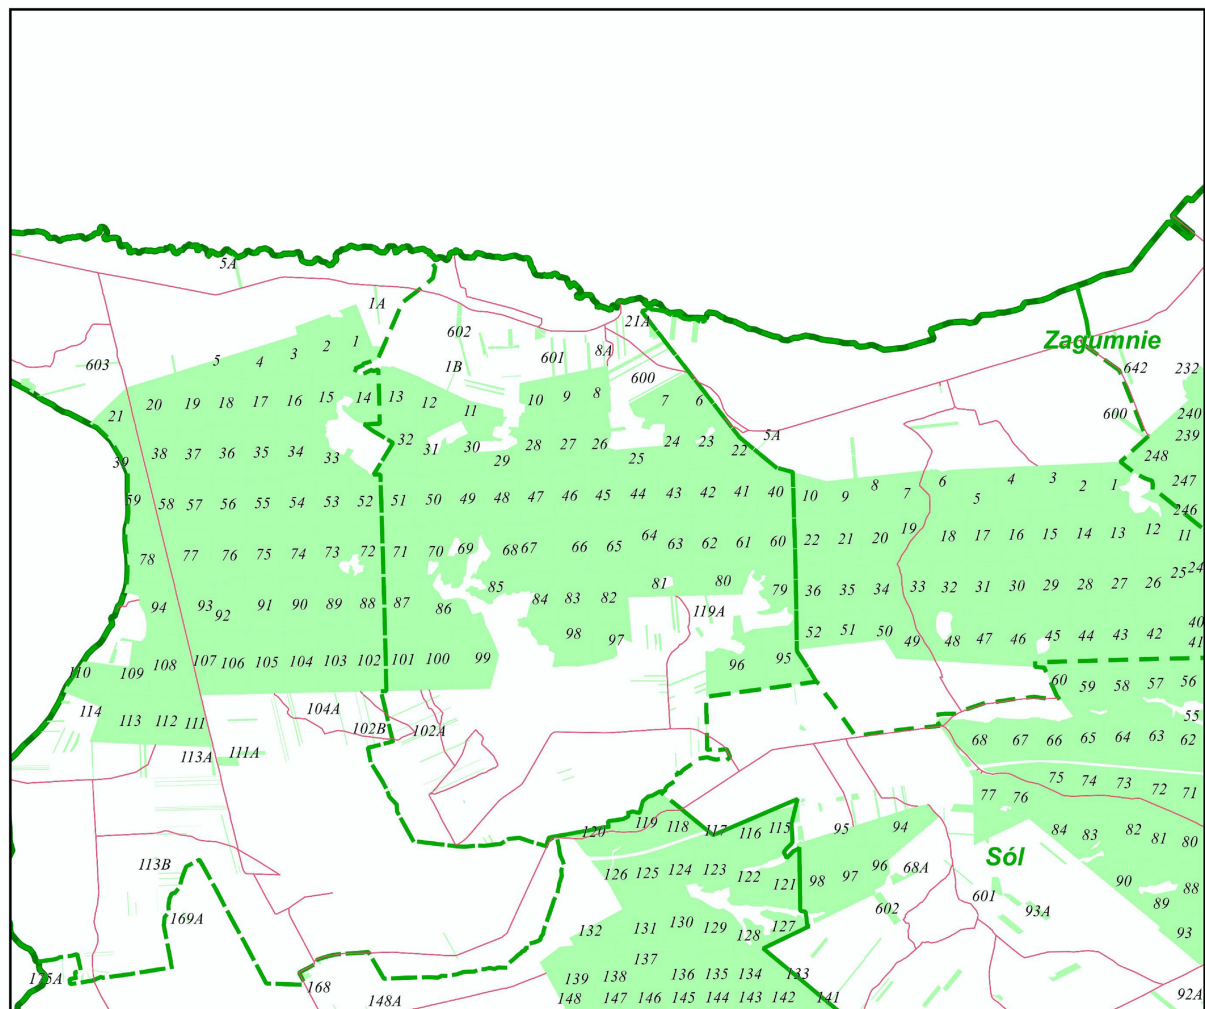 5A
1A
602
21A
603
5 4 3 2 1
1B
601
8A
600
Zagumnie
642
232
600
240
21 20 19 18 17 16 15 14 13 12 11 10 9 8 7 6
239
5A
39 38 37 36 35 34 33 32 31 30 29 28 27 26 25 24 23 22
248
247
246
59 58 57 56 55 54 53 52 51 50 49 48 47 46 45 44 43 42 41 40 10 9 8 7 6 5 4 3 2 1
78 77 76 75 74 73 72 71 70 69 68 67 66 65 64 63 62 61 60 22 21 20 19 18 17 16 15 14 13 12 11
94 93 92 91 90 89 88 87 86 85 84 83 82 81 80 79 36 35 34 33 32 31 30 29 28 27 26 25 24
119A
98 97 52 51 50 49 48 47 46 45 44 43 42 41 40
110 109 108 107 106 105 104 103 102 101 100 99 96 95
60 59 58 57 56
55
114 113 112 111
104A
102B
102A
113A
111A
68 67 66 65 64 63 62
77 76 75 74 73 72 71
120 119 118 117 116 115 95 94
84 83 82 81 80
Sól
113B
126 125 124 123 122 121 98 97 96
68A
90 89 88
601
602
93A
169A
132 131 130 129 128 127
93
137
175A
168
139 138 136 135 134 133
148A
148 147 146 145 144 143 142 141
92A